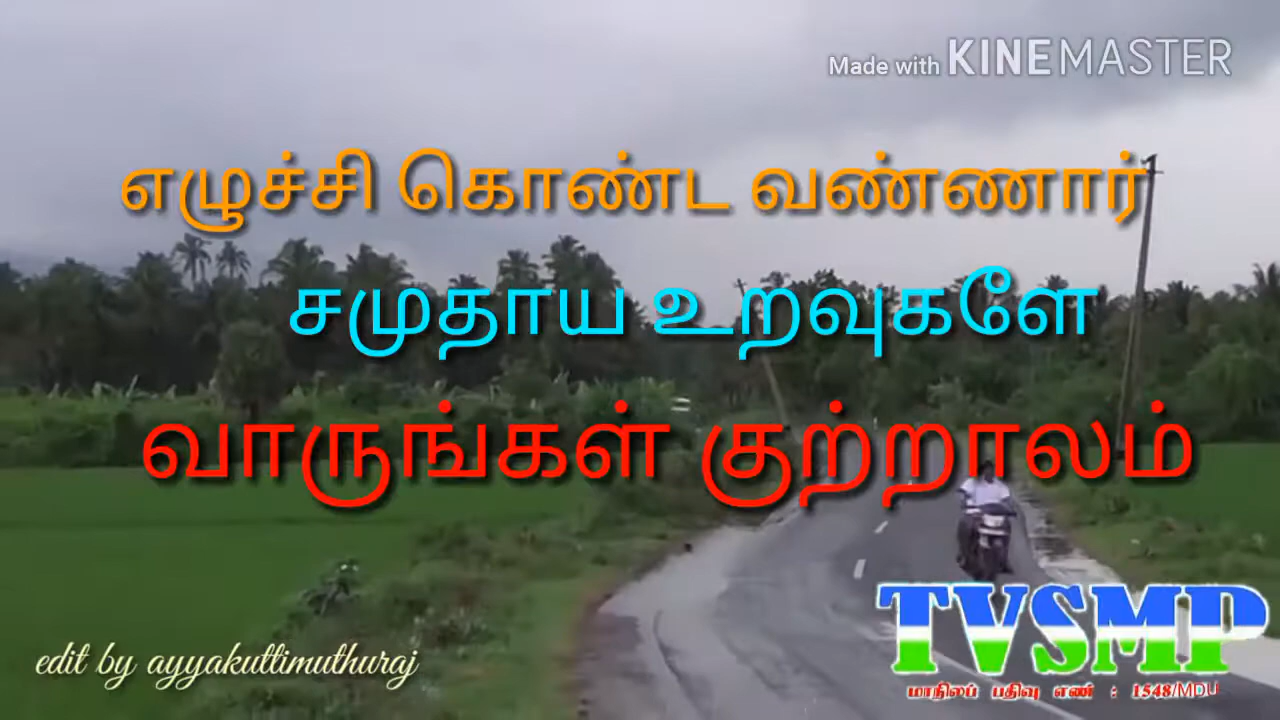 Made with KINEMASTER
எழுச்சி கொண்ட வண்ணார்
சமுதாய உறவுகளே
வாருங்கள் குற்றாலம்
TVSMP
மாநிலப் பதிவு எண் : 1548/MDU
edit by ayyakuttimuthuraj